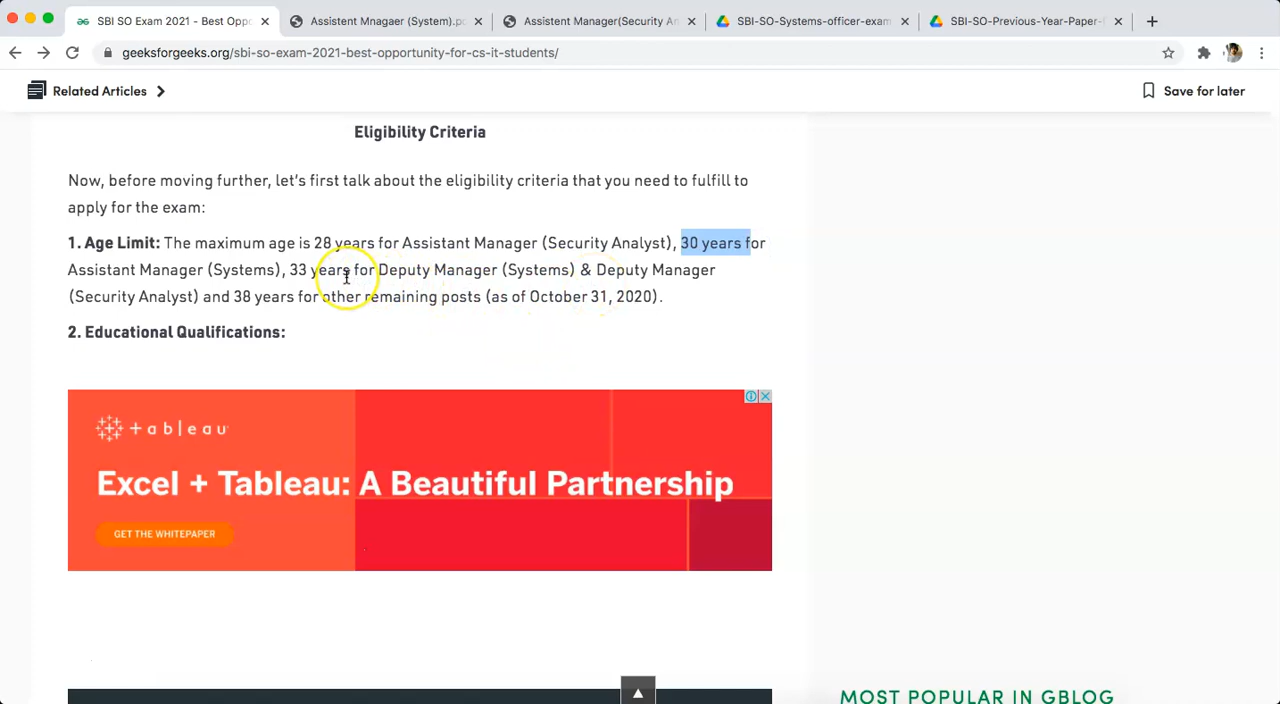 SBI SO Exam 2021 - Best Oppo
Assistent Mnagaer (System).pc
Assistent Manager(Security An
SBI-SO-Systems-officer-exam
SBI-SO-Previous-Year-Paper-
geeksforgeeks.org/sbi-so-exam-2021-best-opportunity-for-cs-it-students/
Related Articles
Save for later
Eligibility Criteria
Now, before moving further, let's first talk about the eligibility criteria that you need to fulfill to
apply for the exam:
1. Age Limit: The maximum age is 28 years for Assistant Manager (Security Analyst), 30 years for
Assistant Manager (Systems), 33 years for Deputy Manager (Systems) & Deputy Manager
(Security Analyst) and 38 years for other remaining posts (as of October 31, 2020).
2. Educational Qualifications:
+ableau
Excel + Tableau: A Beautiful Partnership
GET THE WHITEPAPER
MOST POPULAR IN GBLOG